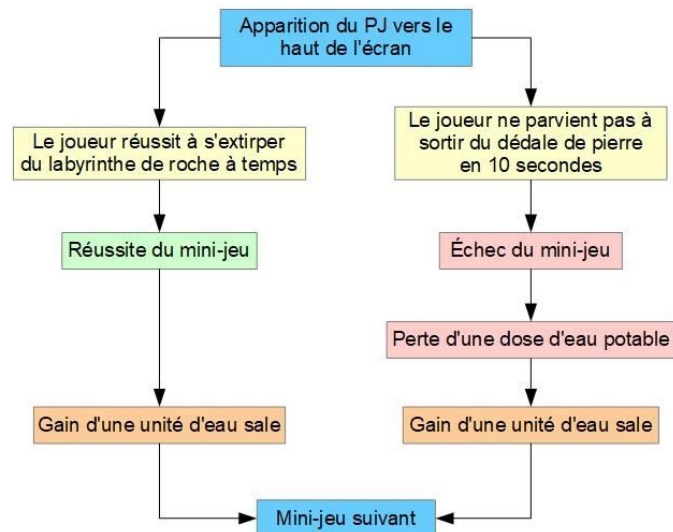 Apparition du PJ vers le
haut de l'écran
Le joueur réussit à s'extirper
du labyrinthe de roche à temps
Le joueur ne parvient pas à
sortir du dédale de pierre
en 10 secondes
Réussite du mini-jeu
Échec du mini-jeu
Perte d'une dose d'eau potable
Gain d'une unité d'eau sale
Gain d'une unité d'eau sale
Mini-jeu suivant